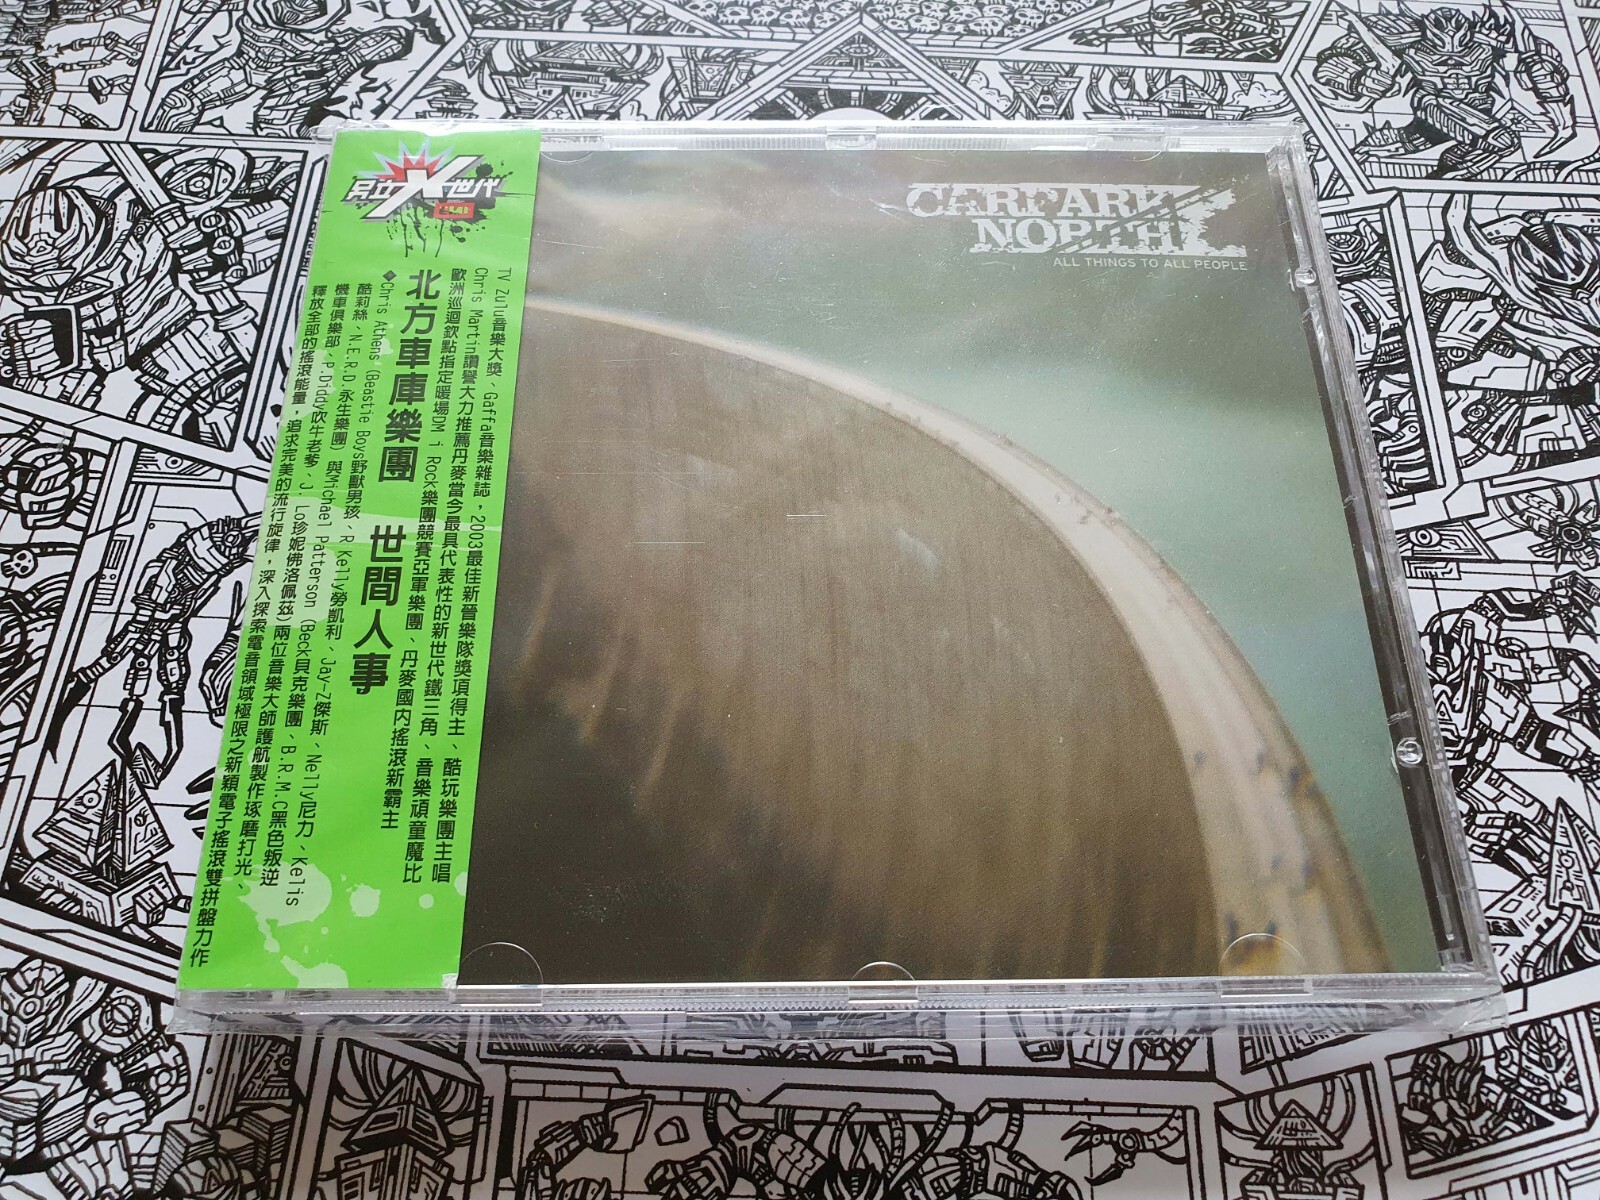 另立X世代
EMI
CARPARK
NORTH
ALL THINGS TO ALL PEOPLE
TV Zulu音樂大獎、Gaffa音樂雜誌，2003最佳新晉樂隊獎項得主、酷玩樂團主唱
Chris Martin讚譽大力推薦丹麥當今最具代表性的新世代鐵三角、音樂頑童魔比
歐洲巡迴欽點指定暖場DM i Rock樂團競賽亞軍樂團、丹麥國內搖滾新霸主
北方車庫樂團 世間人事
◆Chris Athens (Beastie Boys野獸男孩、R Kelly勞凱利、Jay-Z傑斯、Nelly尼力、Kelis
酷莉絲、N.E.R.D.永生樂團) 與Michael Patterson (Beck貝克樂團、B.R.M.C黑色叛逆
機車俱樂部、P.Diddy吹牛老爹、J. Lo珍妮佛洛佩茲)兩位音樂大師護航製作琢磨打光、
釋放全部的搖滾能量，追求完美的流行旋律，深入探索電音領域極限之新穎電子搖滾雙拼盤力作